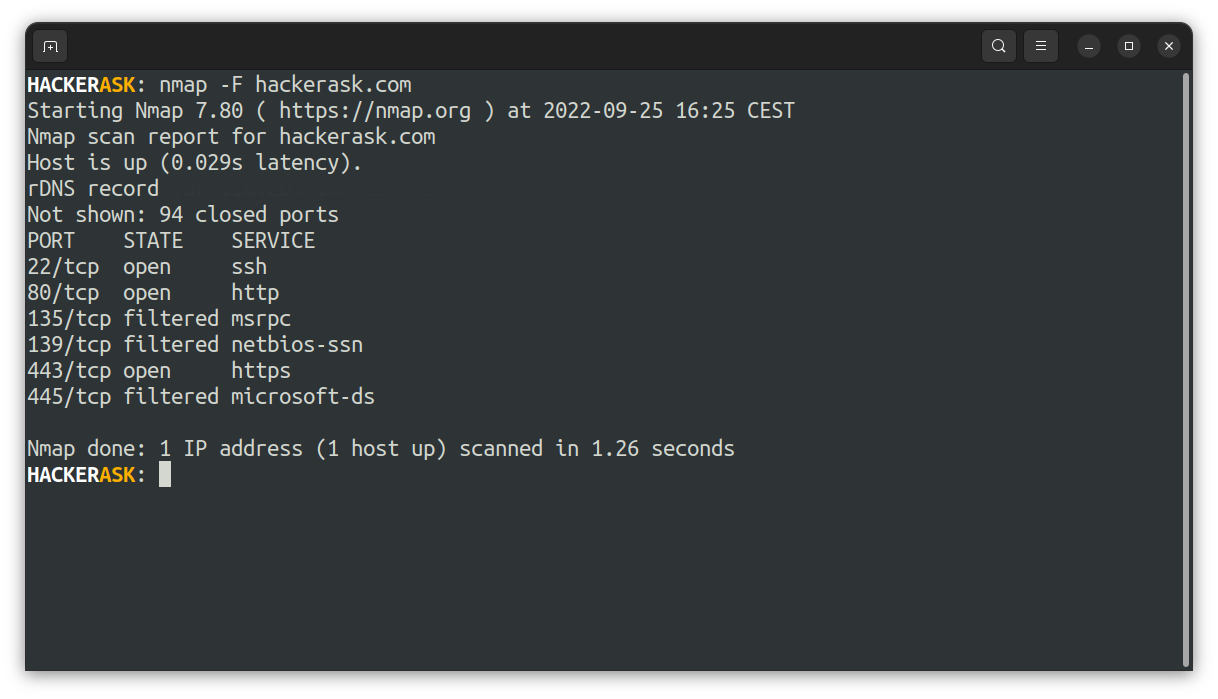 HACKERASK: nmap -F hackerask.com
Starting Nmap 7.80 ( https://nmap.org ) at 2022-09-25 16:25 CEST
Nmap scan report for hackerask.com
Host is up (0.029s latency).
rDNS record
Not shown: 94 closed ports
PORT    STATE    SERVICE
22/tcp  open     ssh
80/tcp  open     http
135/tcp filtered msrpc
139/tcp filtered netbios-ssn
443/tcp open     https
445/tcp filtered microsoft-ds

Nmap done: 1 IP address (1 host up) scanned in 1.26 seconds
HACKERASK: